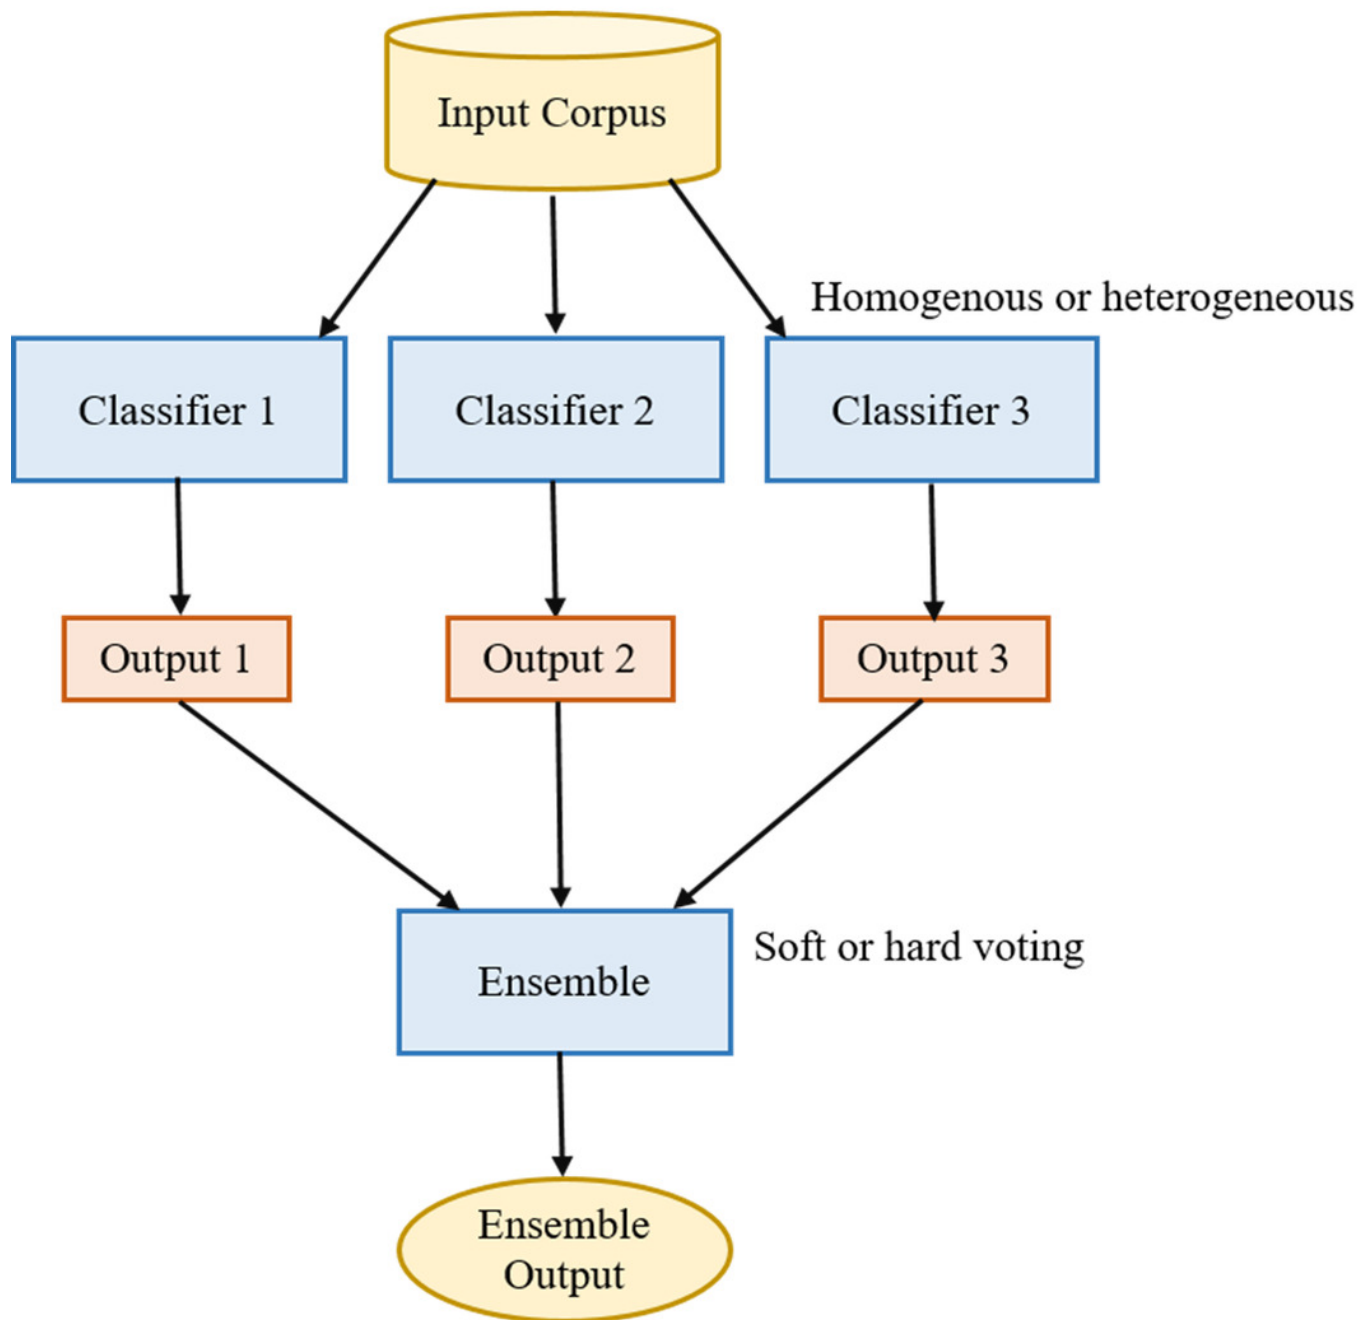 Input Corpus
Homogenous or heterogeneous
Classifier 1
Classifier 2
Classifier 3
Output 1
Output 2
Output 3
Soft or hard voting
Ensemble
Ensemble
Output